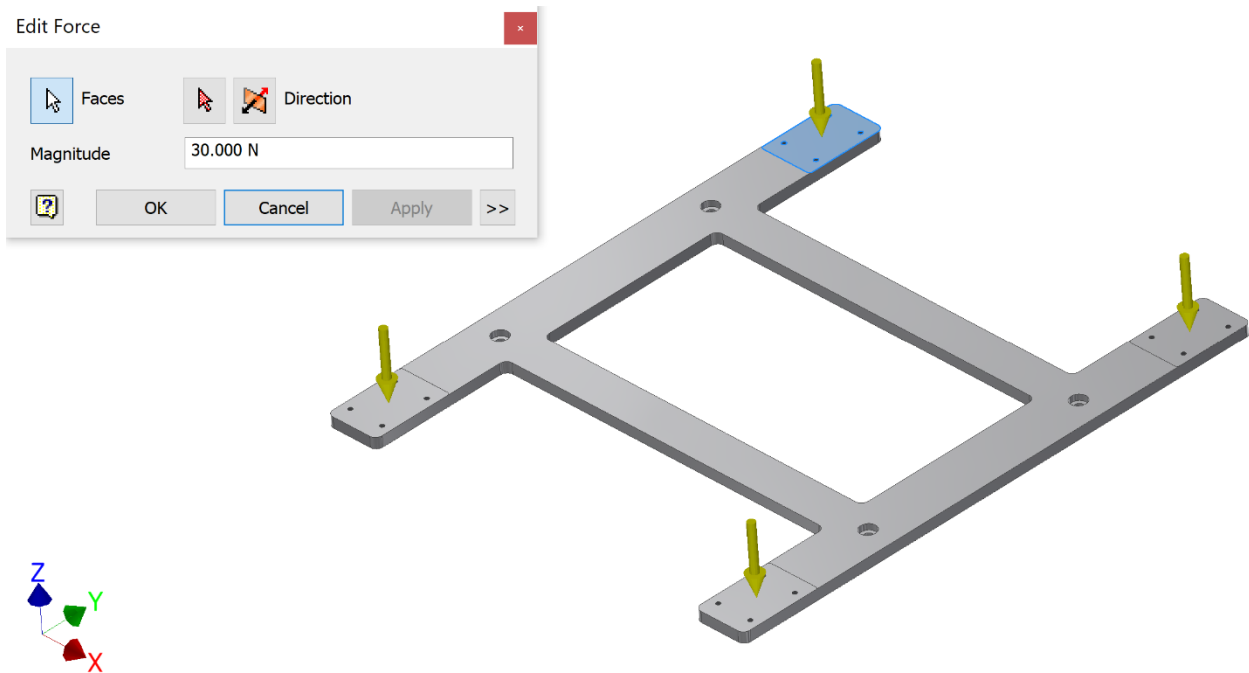 Edit Force
×
Faces
Direction
Magnitude
30.000 N
?
OK
Cancel
Apply
>>
Z
Y
X